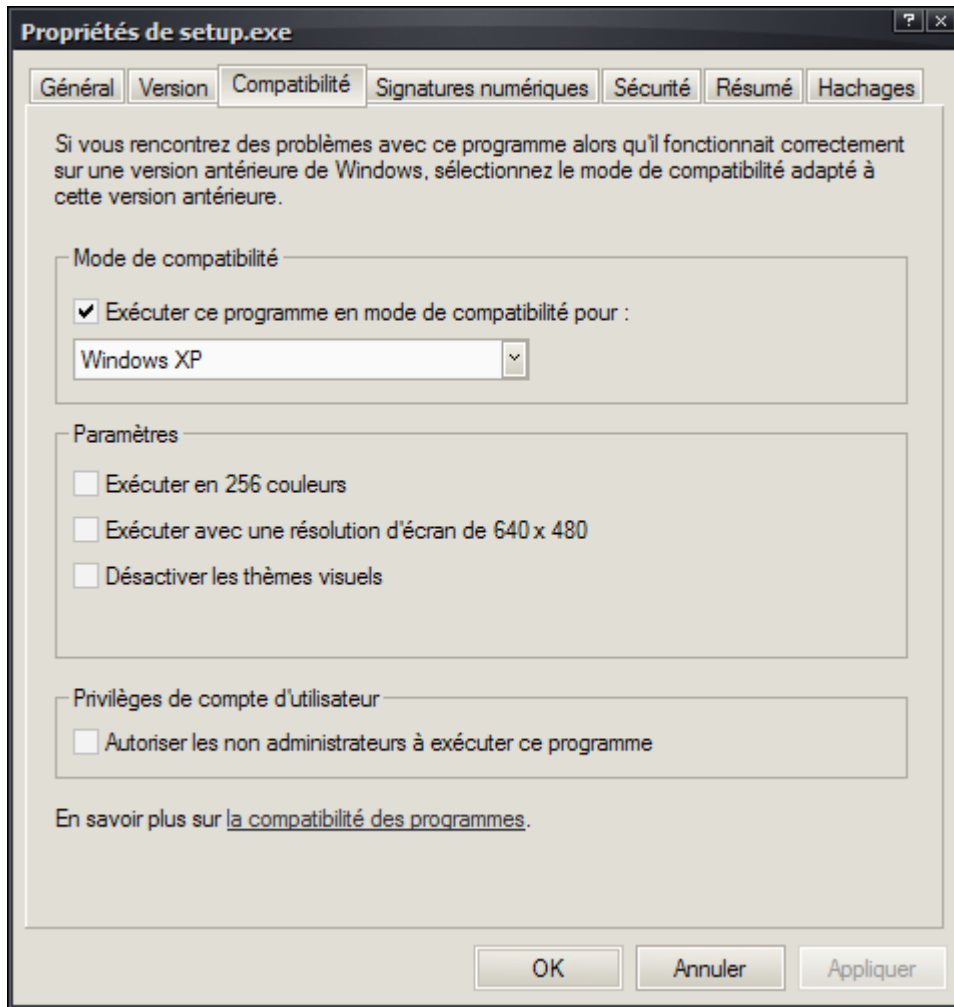 Propriétés de setup.exe
Général Version Compatibilité Signatures numériques Sécurité Résumé Hachages
Si vous rencontrez des problèmes avec ce programme alors qu'il fonctionnait correctement
sur une version antérieure de Windows, sélectionnez le mode de compatibilité adapté à
cette version antérieure.
Mode de compatibilité
Exécuter ce programme en mode de compatibilité pour :
Windows XP
Paramètres
Exécuter en 256 couleurs
Exécuter avec une résolution d'écran de 640 x 480
Désactiver les thèmes visuels
Privilèges de compte d'utilisateur
Autoriser les non administrateurs à exécuter ce programme
En savoir plus sur la compatibilité des programmes.
OK Annuler Appliquer